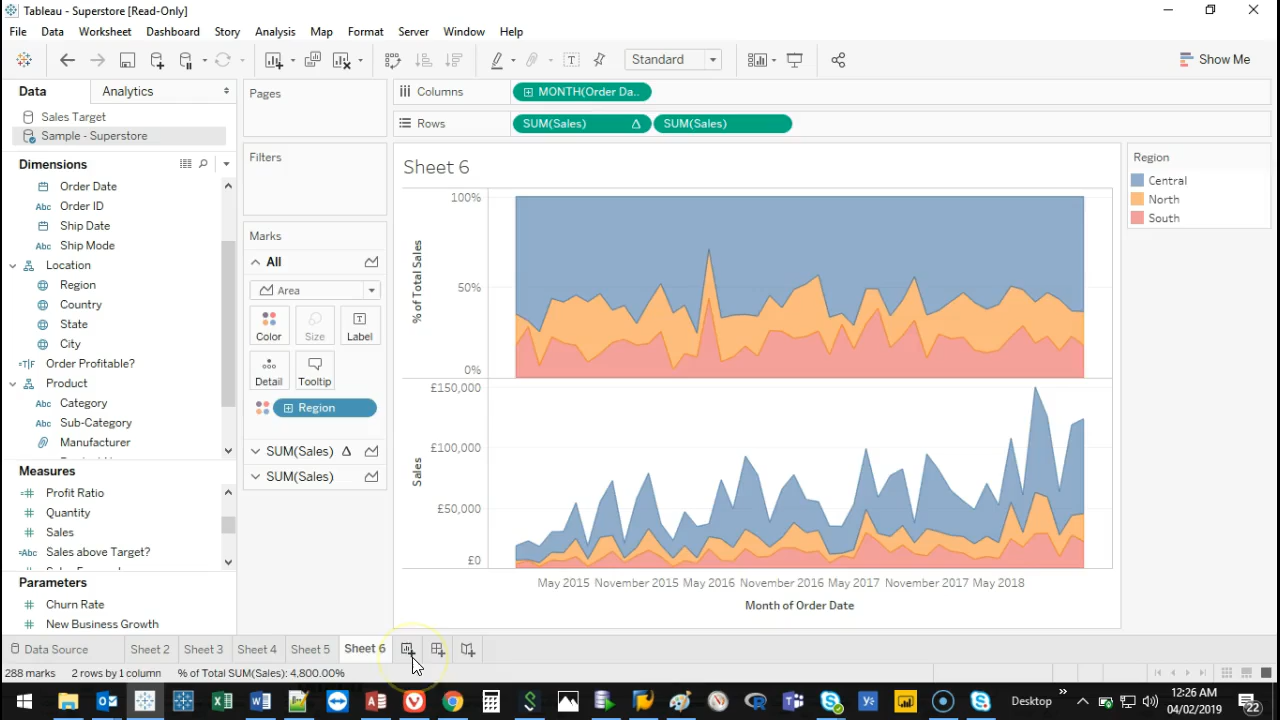 Tableau - Superstore [Read-Only]
File Data Worksheet Dashboard Story Analysis Map Format Server Window Help
Standard
Show Me
Data Analytics
Sales Target
Sample - Superstore
Dimensions
Order Date
Abc Order ID
Ship Date
Abc Ship Mode
Location
Region
Country
State
City
=T|F Order Profitable?
Product
Abc Category
Abc Sub-Category
Manufacturer
Measures
=# Profit Ratio
# Quantity
# Sales
=Abc Sales above Target?
Parameters
# Churn Rate
# New Business Growth
Pages
Filters
Marks
All
Area
Color Size Label
Detail Tooltip
Region
SUM(Sales) Δ
SUM(Sales)
Columns MONTH(Order Da..
Rows SUM(Sales) Δ SUM(Sales)
Sheet 6
100%
50%
0%
% of Total Sales
£150,000
£100,000
£50,000
£0
Sales
May 2015 November 2015 May 2016 November 2016 May 2017 November 2017 May 2018
Month of Order Date
Region
Central
North
South
Data Source Sheet 2 Sheet 3 Sheet 4 Sheet 5 Sheet 6
288 marks 2 rows by 1 column % of Total SUM(Sales): 4,800.00%
Desktop
12:26 AM
04/02/2019
22